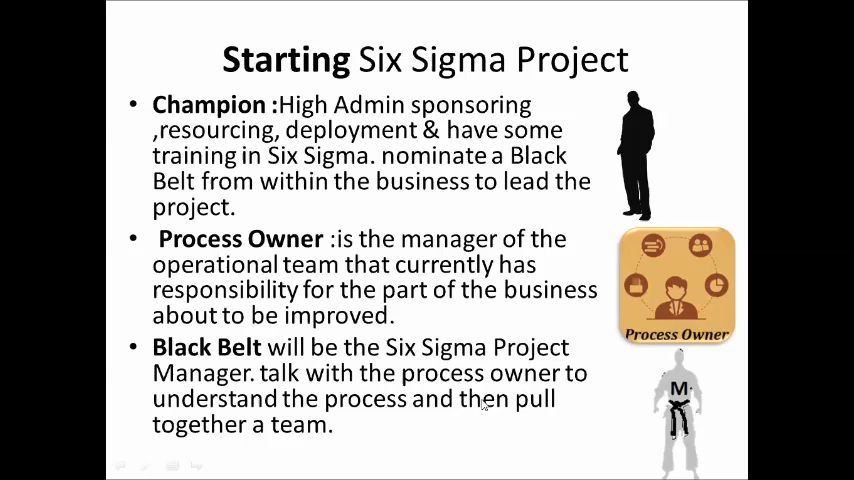 Starting Six Sigma Project
• Champion :High Admin sponsoring
,resourcing, deployment & have some
training in Six Sigma. nominate a Black
Belt from within the business to lead the
project.
• Process Owner :is the manager of the
operational team that currently has
responsibility for the part of the business
about to be improved.
Process Owner
• Black Belt will be the Six Sigma Project
Manager. talk with the process owner to
understand the process and then pull
together a team.
M